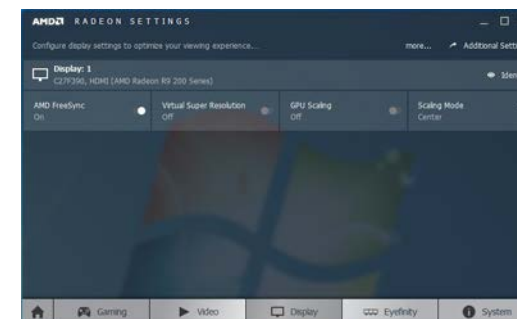 AMD RADEON SETTINGS
Configure display settings to optimize your viewing experience...
more...
Additional Setti
Display: 1
C27F390, HDMI [AMD Radeon R9 200 Series]
Iden
AMD FreeSync
On
Virtual Super Resolution
Off
GPU Scaling
Off
Scaling Mode
Center
Gaming
Video
Display
Eyefinity
System